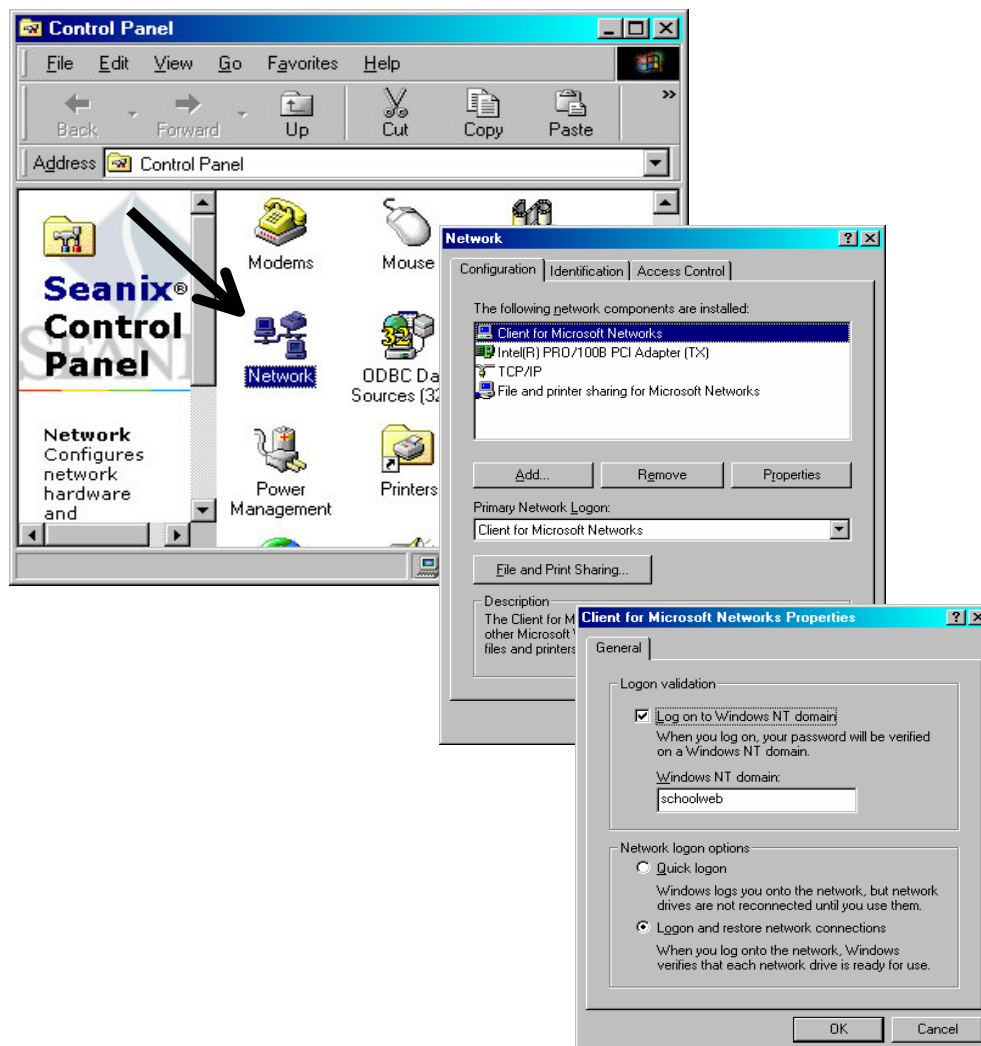 Control Panel
File Edit View Go Favorites Help
Back Forward Up Cut Copy Paste »
Address Control Panel
Seanix®
Control
Panel
Network
Configures
network
hardware
and
Modems
Mouse
Network
32
ODBC Da
Sources (32
Power
Management
Printers
Network
Configuration Identification Access Control
The following network components are installed:
Client for Microsoft Networks
Intel(R) PRO/100B PCI Adapter (TX)
TCP/IP
File and printer sharing for Microsoft Networks
Add... Remove Properties
Primary Network Logon:
Client for Microsoft Networks
File and Print Sharing...
Description
The Client for M
other Microsoft
files and printers
Client for Microsoft Networks Properties
General
Logon validation
Log on to Windows NT domain
When you log on, your password will be verified
on a Windows NT domain.
Windows NT domain:
schoolweb
Network logon options
Quick logon
Windows logs you onto the network, but network
drives are not reconnected until you use them.
Logon and restore network connections
When you log onto the network, Windows
verifies that each network drive is ready for use.
OK Cancel